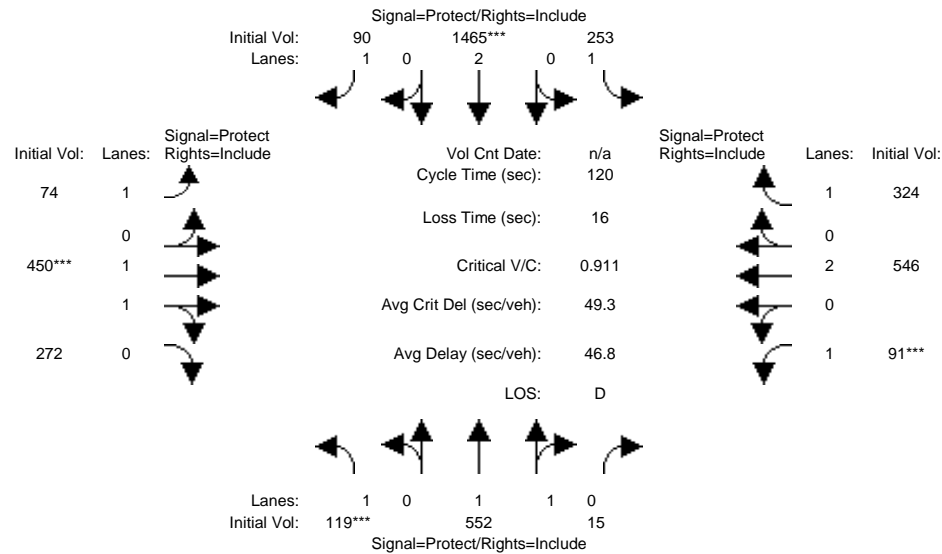 Signal=Protect/Rights=Include
Initial Vol: 90 1465*** 253
Lanes: 1 0 2 0 1
Signal=Protect Signal=Protect
Initial Vol: Lanes: Rights=Include Vol Cnt Date: n/a Rights=Include Lanes: Initial Vol:
Cycle Time (sec): 120
74 1 1 324
Loss Time (sec): 16
0 0
450*** 1 Critical V/C: 0.911 2 546
1 Avg Crit Del (sec/veh): 49.3 0
272 0 Avg Delay (sec/veh): 46.8 1 91***
LOS: D
Lanes: 1 0 1 1 0
Initial Vol: 119*** 552 15
Signal=Protect/Rights=Include